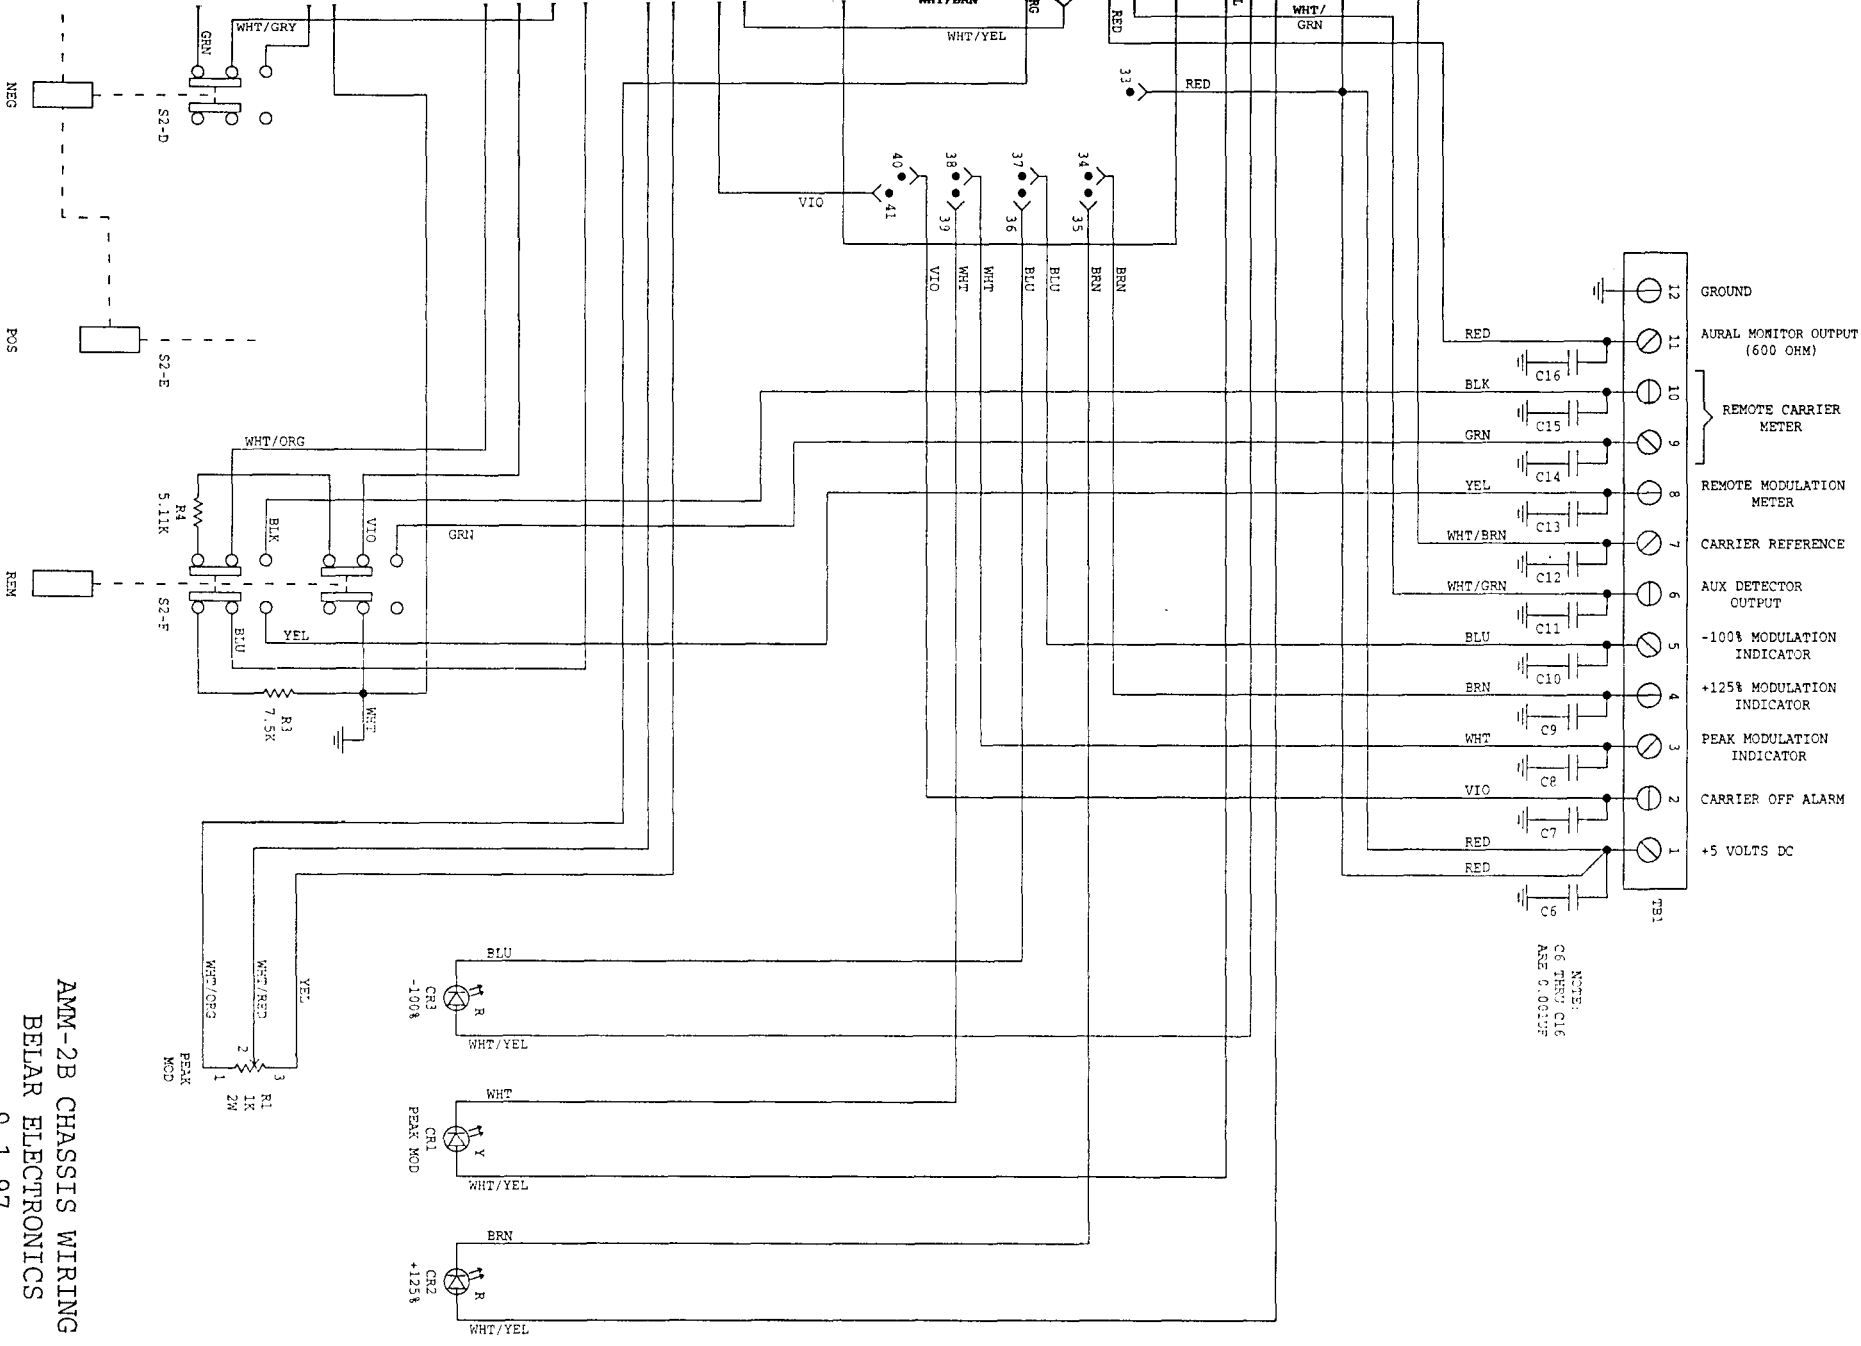 WHT/BRN
WHT/YEL
RG
RED
L
WHT/
GRN
GRN
WHT/GRY
NEG
S2-D
33
RED
40
41
VIO
38
39
37
36
34
35
VIO
WHT
WHT
BLU
BLU
BRN
BRN
POS
S2-E
12
GROUND
RED
11
AURAL MONITOR OUTPUT
(600 OHM)
C16
BLK
10
REMOTE CARRIER
METER
C15
GRN
9
C14
YEL
8
REMOTE MODULATION
METER
C13
WHT/BRN
7
CARRIER REFERENCE
C12
WHT/GRN
6
AUX DETECTOR
OUTPUT
C11
BLU
5
-100% MODULATION
INDICATOR
C10
BRN
4
+125% MODULATION
INDICATOR
C9
WHT
3
PEAK MODULATION
INDICATOR
C8
VIO
2
CARRIER OFF ALARM
C7
RED
1
+5 VOLTS DC
RED
C6
TB1
NOTE:
C6 THRU C16
ARE 0.001UF
WHT/ORG
R4
5.11K
BLK
VIO
GRN
REM
S2-F
BLU
YEL
R3
7.5K
WHT
WHT/ORG
WHT/RED
YEL
PEAK
MOD
1
2
3
R1
1K
2W
BLU
CR3
-100%
R
WHT/YEL
WHT
CR1
PEAK MOD
Y
WHT/YEL
BRN
CR2
+125%
R
WHT/YEL
AMM-2B CHASSIS WIRING
BELAR ELECTRONICS